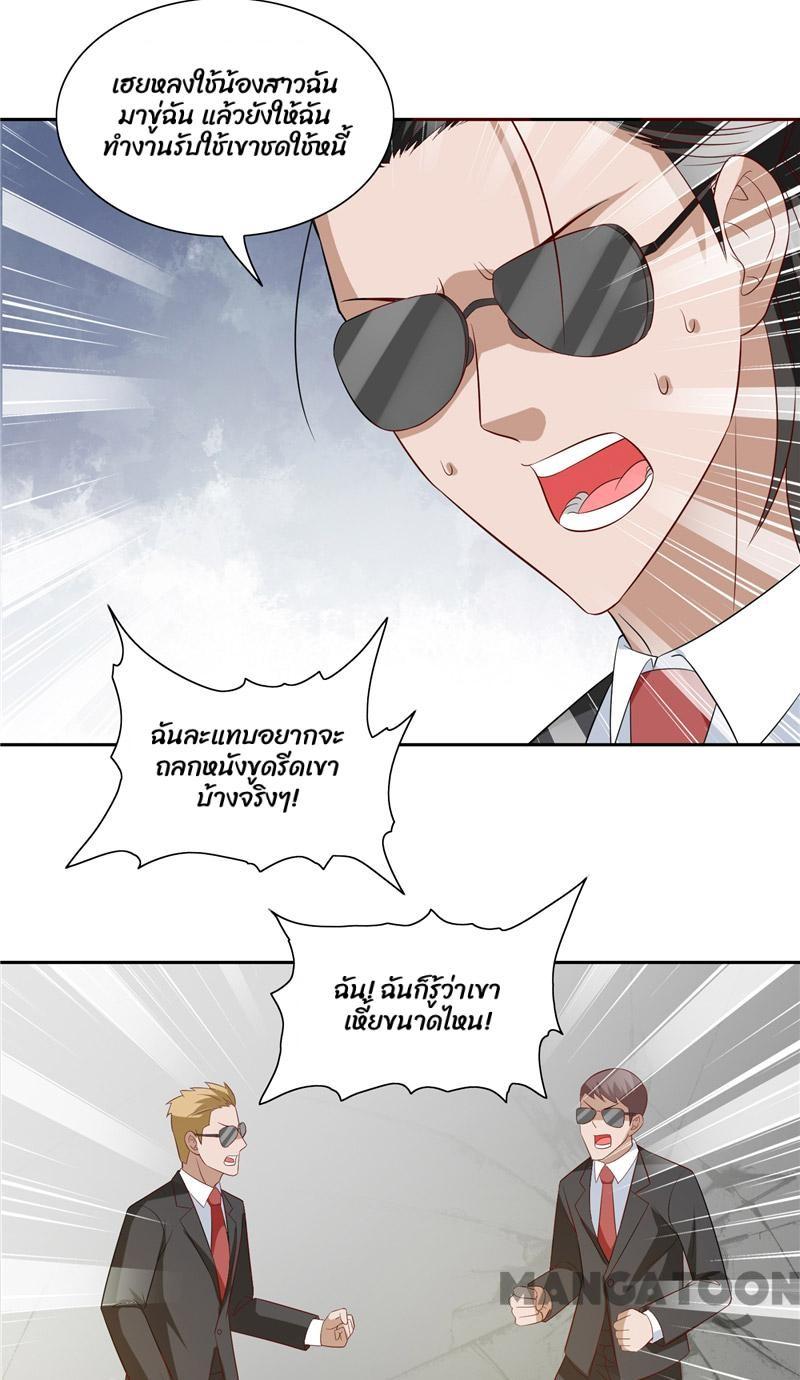 เฮยหลงใช้น้องสาวฉัน
มาขู่ฉัน แล้วยังให้ฉัน
ทำงานรับใช้เขาชดใช้หนี้
ฉันละแทบอยากจะ
ถลกหนังขูดรีดเขา
บ้างจริงๆ!
ฉัน! ฉันก็รู้ว่าเขา
เหี้ยขนาดไหน!
MANGATOON